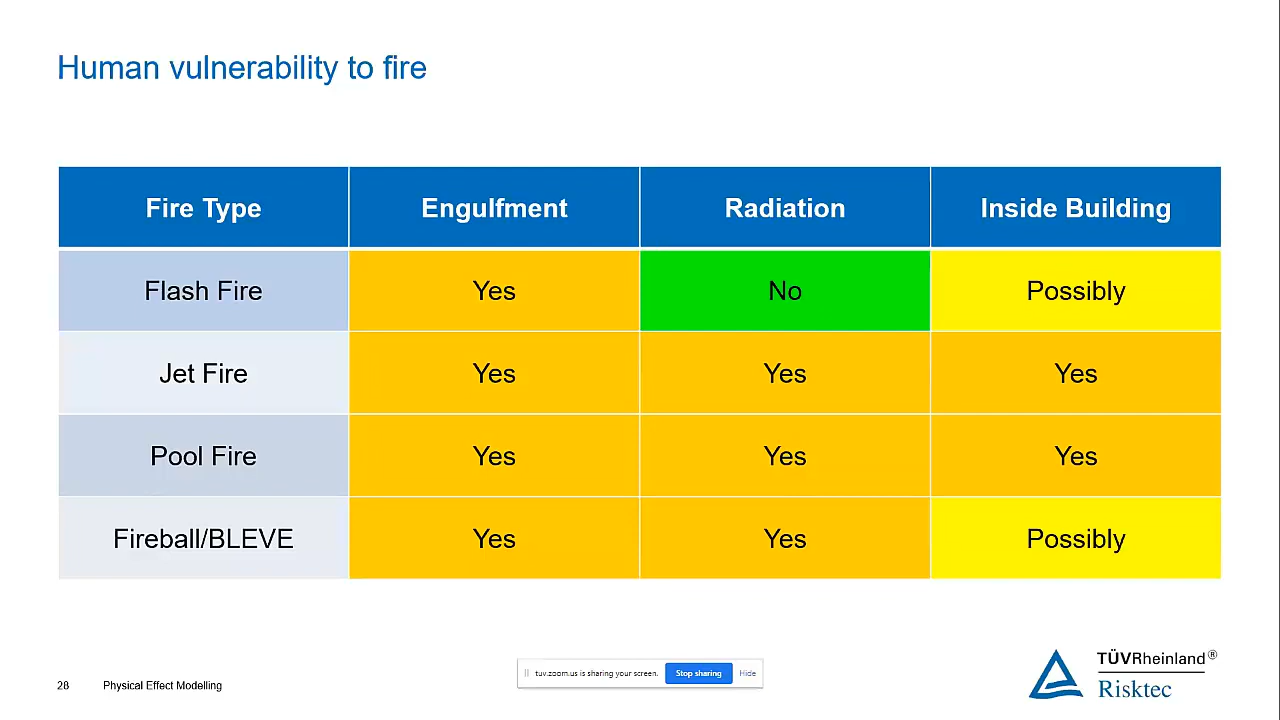 Human vulnerability to fire
Fire Type Engulfment Radiation Inside Building
Flash Fire Yes No Possibly
Jet Fire Yes Yes Yes
Pool Fire Yes Yes Yes
Fireball/BLEVE Yes Yes Possibly
28 Physical Effect Modelling
tuv.zoom.us is sharing your screen. Stop sharing Hide
TÜVRheinland®
Risktec